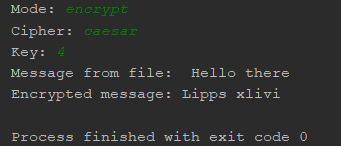 Mode: encrypt
Cipher: caesar
Key: 4
Message from file:  Hello there
Encrypted message: Lipps xlivi
Process finished with exit code 0